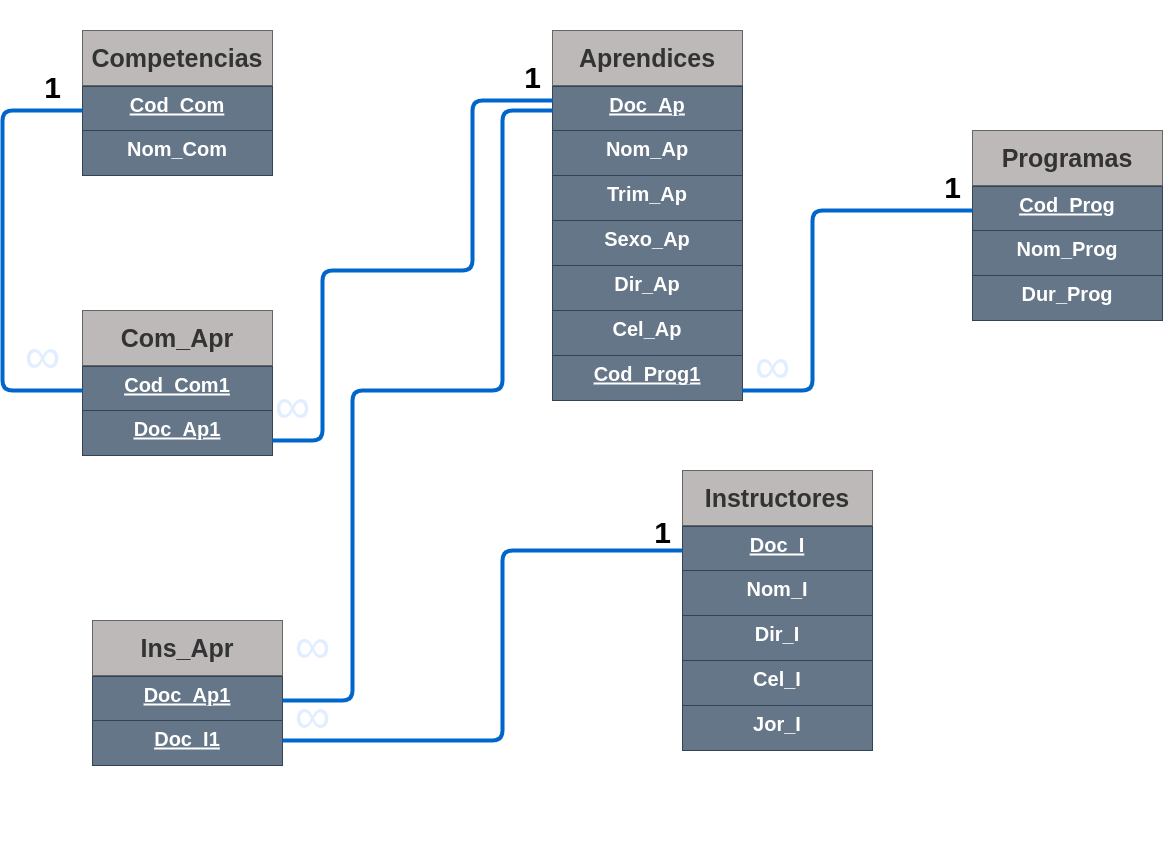 Competencias
1
Cod_Com
Nom_Com
Aprendices
1
Doc_Ap
Nom_Ap
Trim_Ap
Sexo_Ap
Dir_Ap
Cel_Ap
Cod_Prog1
∞
Programas
1
Cod_Prog
Nom_Prog
Dur_Prog
Com_Apr
∞
Cod_Com1
Doc_Ap1
∞
Instructores
1
Doc_I
Nom_I
Dir_I
Cel_I
Jor_I
Ins_Apr
∞
Doc_Ap1
∞
Doc_I1